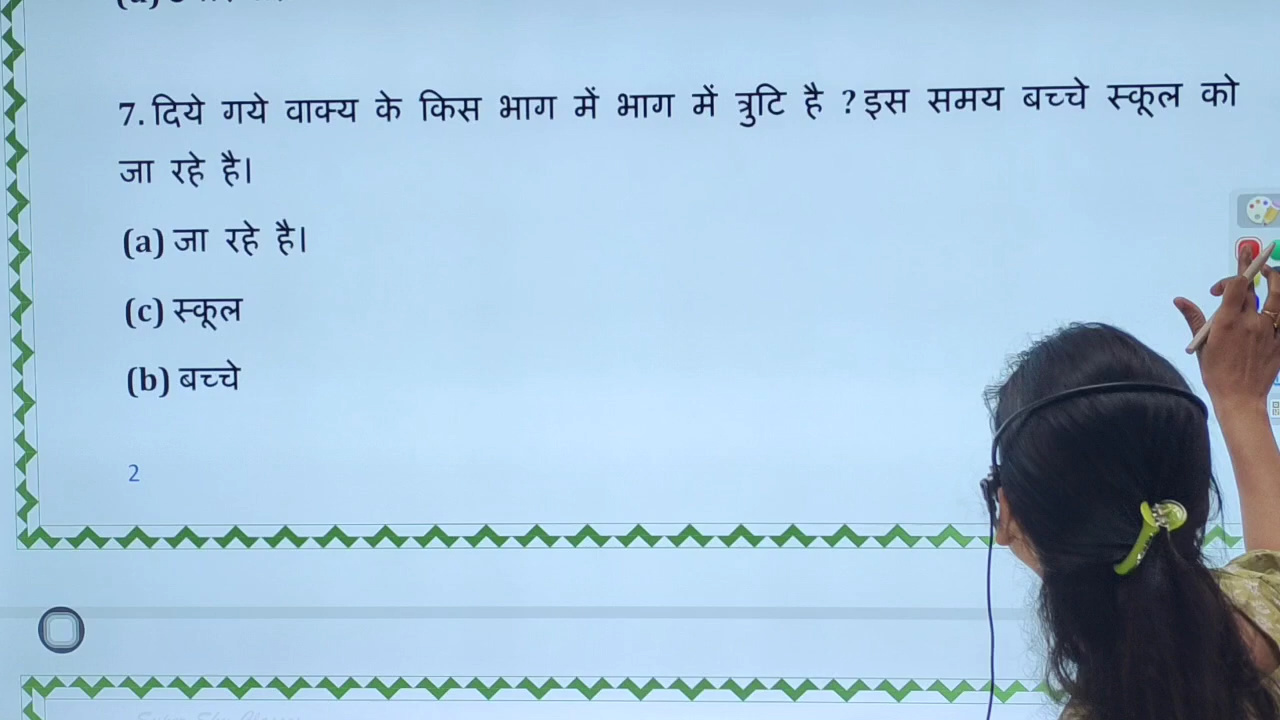 7. दिये गये वाक्य के किस भाग में भाग में त्रुटि है ? इस समय बच्चे स्कूल को
जा रहे है।
(a) जा रहे है।
(c) स्कूल
(b) बच्चे
2